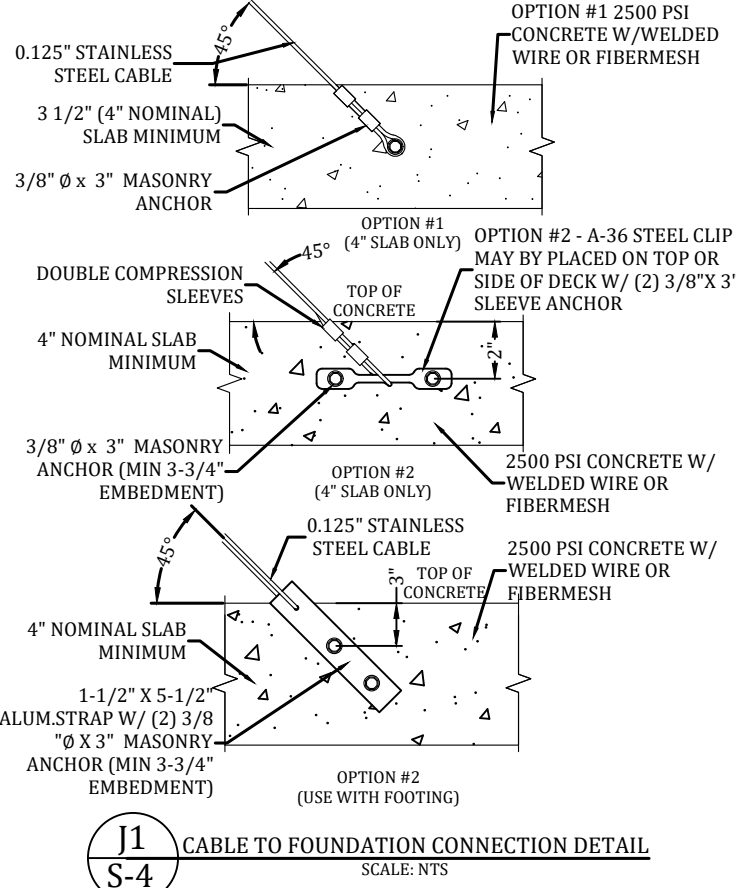 OPTION #1 2500 PSI
CONCRETE W/WELDED
WIRE OR FIBERMESH
45°
0.125" STAINLESS
STEEL CABLE
3 1/2" (4" NOMINAL)
SLAB MINIMUM
3/8" Ø x 3" MASONRY
ANCHOR
OPTION #1
(4" SLAB ONLY)
OPTION #2 - A-36 STEEL CLIP
MAY BY PLACED ON TOP OR
SIDE OF DECK W/ (2) 3/8"X 3"
SLEEVE ANCHOR
45°
DOUBLE COMPRESSION
SLEEVES
TOP OF
CONCRETE
2"
4" NOMINAL SLAB
MINIMUM
3/8" Ø x 3" MASONRY
ANCHOR (MIN 3-3/4"
EMBEDMENT)
OPTION #2
(4" SLAB ONLY)
2500 PSI CONCRETE W/
WELDED WIRE OR
FIBERMESH
45°
0.125" STAINLESS
STEEL CABLE
3"
TOP OF
CONCRETE
2500 PSI CONCRETE W/
WELDED WIRE OR
FIBERMESH
4" NOMINAL SLAB
MINIMUM
1-1/2" X 5-1/2"
ALUM.STRAP W/ (2) 3/8
"Ø X 3" MASONRY
ANCHOR (MIN 3-3/4"
EMBEDMENT)
OPTION #2
(USE WITH FOOTING)
J1
S-4
CABLE TO FOUNDATION CONNECTION DETAIL
SCALE: NTS